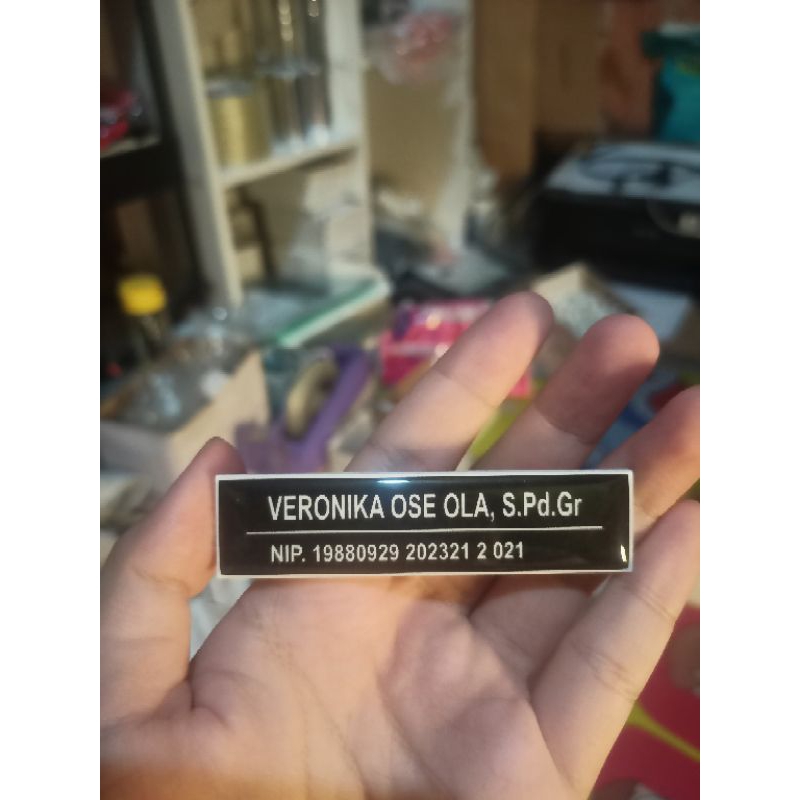 VERONIKA OSE OLA, S.Pd.Gr
NIP. 19880929 202321 2 021